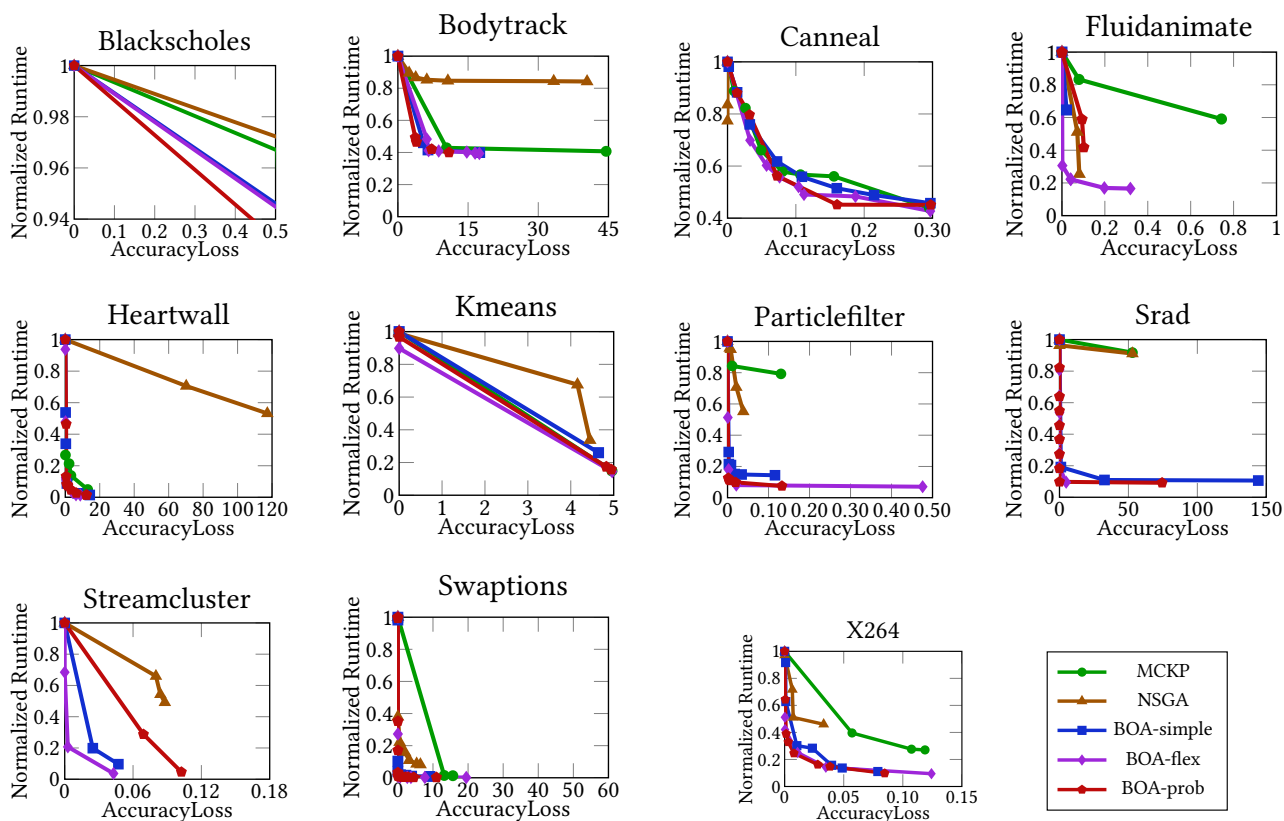 Blackscholes
Normalized Runtime
1
0.98
0.96
0.94
0 0.1 0.2 0.3 0.4 0.5
AccuracyLoss
Bodytrack
Normalized Runtime
1
0.8
0.6
0.4
0.2
0
0 15 30 45
AccuracyLoss
Canneal
Normalized Runtime
1
0.8
0.6
0.4
0 0.1 0.2 0.30
AccuracyLoss
Fluidanimate
Normalized Runtime
1
0.8
0.6
0.4
0.2
0
0 0.2 0.4 0.6 0.8 1
AccuracyLoss
Heartwall
Normalized Runtime
1
0.8
0.6
0.4
0.2
0
0 20 40 60 80 100 120
AccuracyLoss
Kmeans
Normalized Runtime
1
0.8
0.6
0.4
0.2
0
0 1 2 3 4 5
AccuracyLoss
Particlefilter
Normalized Runtime
1
0.8
0.6
0.4
0.2
0
0 0.10 0.20 0.30 0.40 0.50
AccuracyLoss
Srad
Normalized Runtime
1
0.8
0.6
0.4
0.2
0
0 50 100 150
AccuracyLoss
Streamcluster
Normalized Runtime
1
0.8
0.6
0.4
0.2
0
0 0.06 0.12 0.18
AccuracyLoss
Swaptions
Normalized Runtime
1
0.8
0.6
0.4
0.2
0
0 10 20 30 40 50 60
AccuracyLoss
X264
Normalized Runtime
1
0.8
0.6
0.4
0.2
0
0 0.05 0.1 0.15
AccuracyLoss
MCKP
NSGA
BOA-simple
BOA-flex
BOA-prob